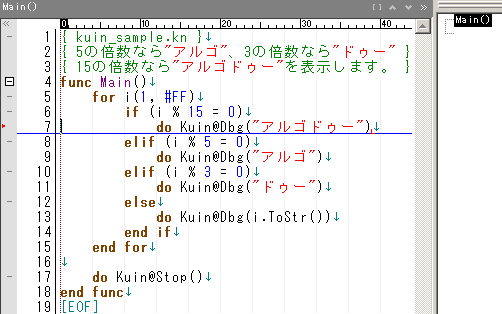 Main()
Main()
0 10 20 30 40
1 { kuin_sample.kn }↓
2 { 5の倍数なら"アルゴ"、3の倍数なら"ドゥー" }
3 { 15の倍数なら"アルゴドゥー"を表示します。 }
4 func Main()↓
5 for i(1, #FF)↓
6 if (i % 15 = 0)↓
7 do Kuin@Dbg("アルゴドゥー")↓
8 elif (i % 5 = 0)↓
9 do Kuin@Dbg("アルゴ")↓
10 elif (i % 3 = 0)↓
11 do Kuin@Dbg("ドゥー")↓
12 else↓
13 do Kuin@Dbg(i.ToStr())↓
14 end if↓
15 end for↓
16 ↓
17 do Kuin@Stop()↓
18 end func↓
19 [EOF]